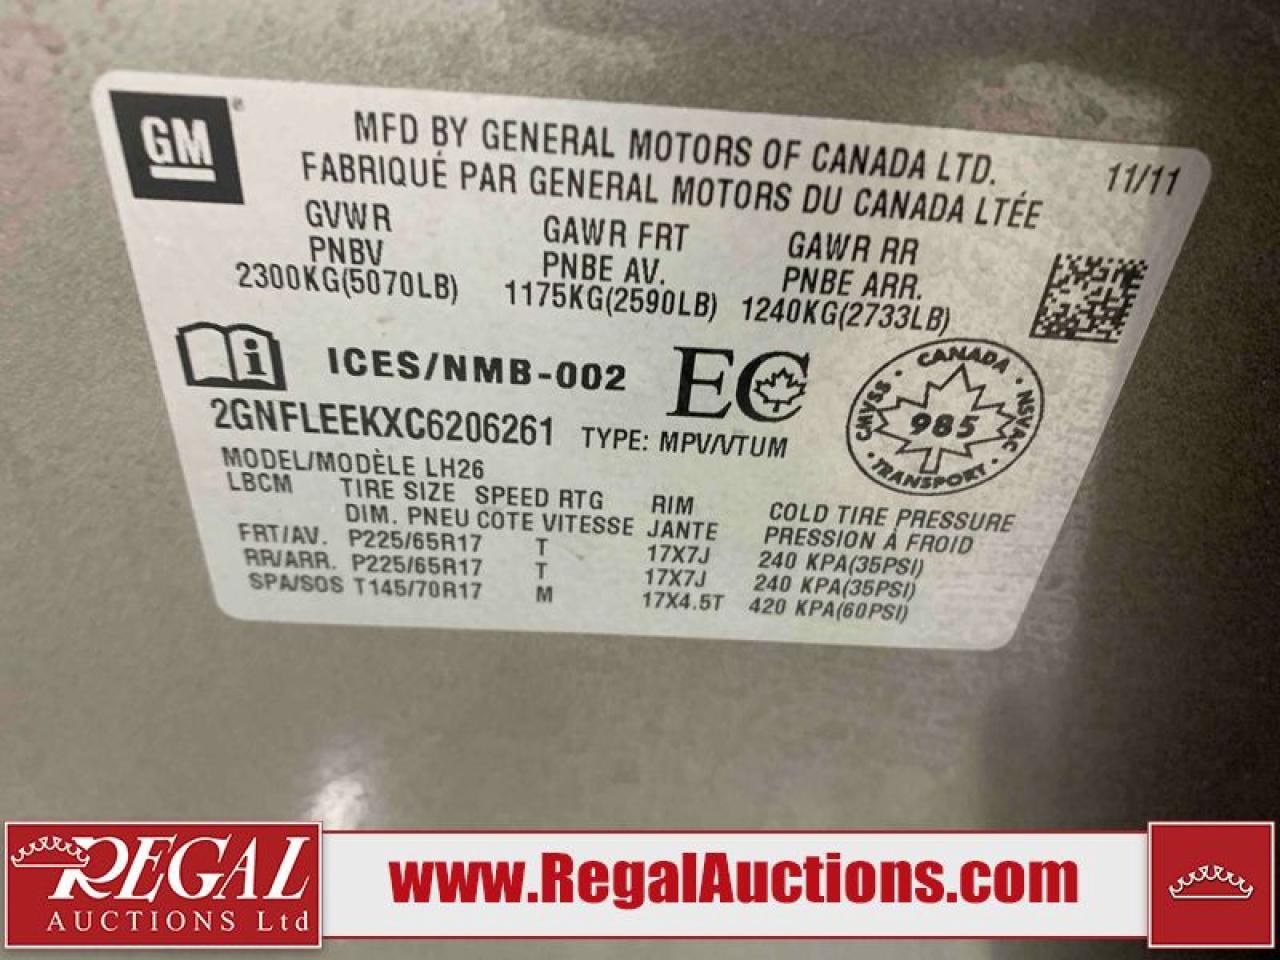 GM
MFD BY GENERAL MOTORS OF CANADA LTD. 11/11
FABRIQUÉ PAR GENERAL MOTORS DU CANADA LTÉE
GVWR GAWR FRT GAWR RR
PNBV PNBE AV. PNBE ARR.
2300KG(5070LB) 1175KG(2590LB) 1240KG(2733LB)
ICES/NMB-002 EC
CANADA
CMVSS 985 NSVAC
TRANSPORT
2GNFLEEKXC6206261 TYPE: MPV/VTUM
MODEL/MODÈLE LH26
LBCM TIRE SIZE SPEED RTG RIM COLD TIRE PRESSURE
DIM. PNEU COTE VITESSE JANTE PRESSION À FROID
FRT/AV. P225/65R17 T 17X7J 240 KPA(35PSI)
RR/ARR. P225/65R17 T 17X7J 240 KPA(35PSI)
SPA/SOS T145/70R17 M 17X4.5T 420 KPA(60PSI)
REGAL
AUCTIONS Ltd
www.RegalAuctions.com